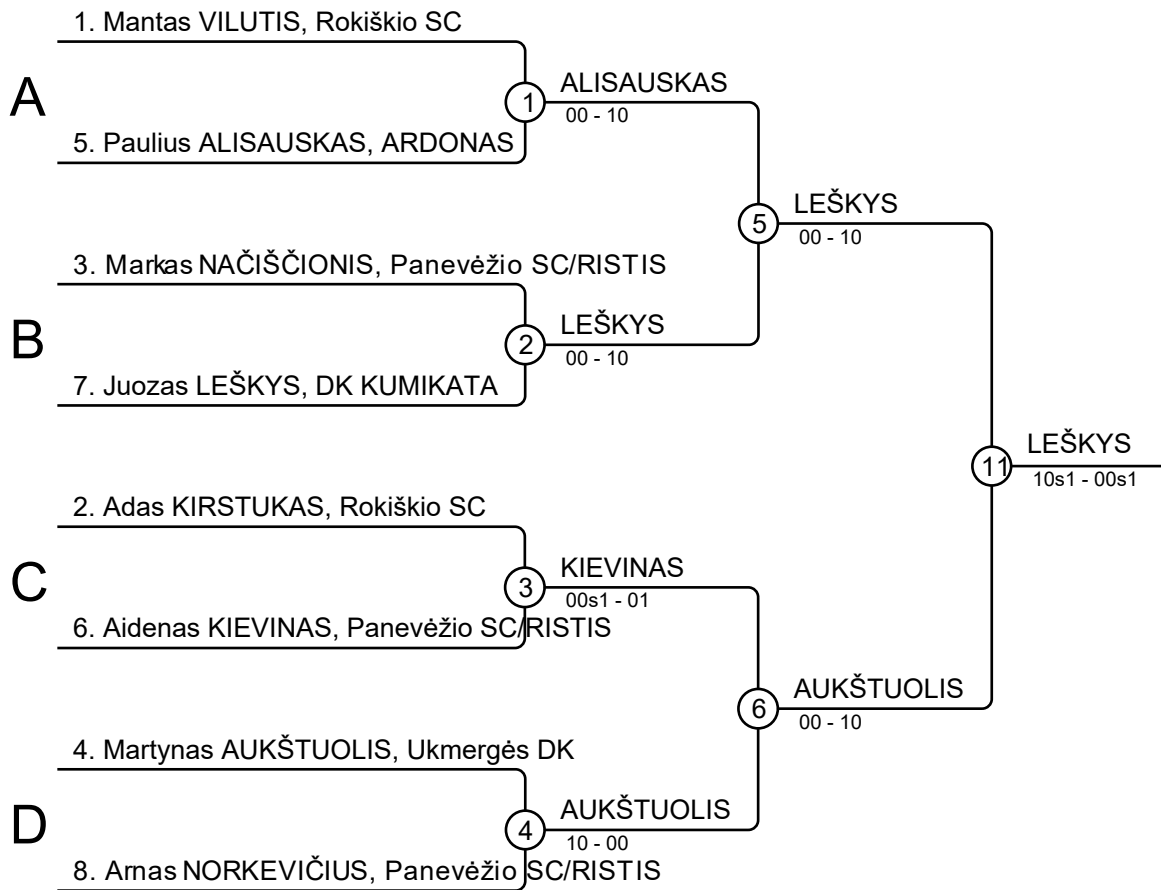 1. Mantas VILUTIS, Rokiškio SC
A
1
ALISAUSKAS
00 - 10
5. Paulius ALISAUSKAS, ARDONAS
5
LEŠKYS
00 - 10
3. Markas NAČIŠČIONIS, Panevėžio SC/RISTIS
B
2
LEŠKYS
00 - 10
7. Juozas LEŠKYS, DK KUMIKATA
11
LEŠKYS
10s1 - 00s1
2. Adas KIRSTUKAS, Rokiškio SC
C
3
KIEVINAS
00s1 - 01
6. Aidenas KIEVINAS, Panevėžio SC/RISTIS
6
AUKŠTUOLIS
00 - 10
4. Martynas AUKŠTUOLIS, Ukmergės DK
D
4
AUKŠTUOLIS
10 - 00
8. Arnas NORKEVIČIUS, Panevėžio SC/RISTIS